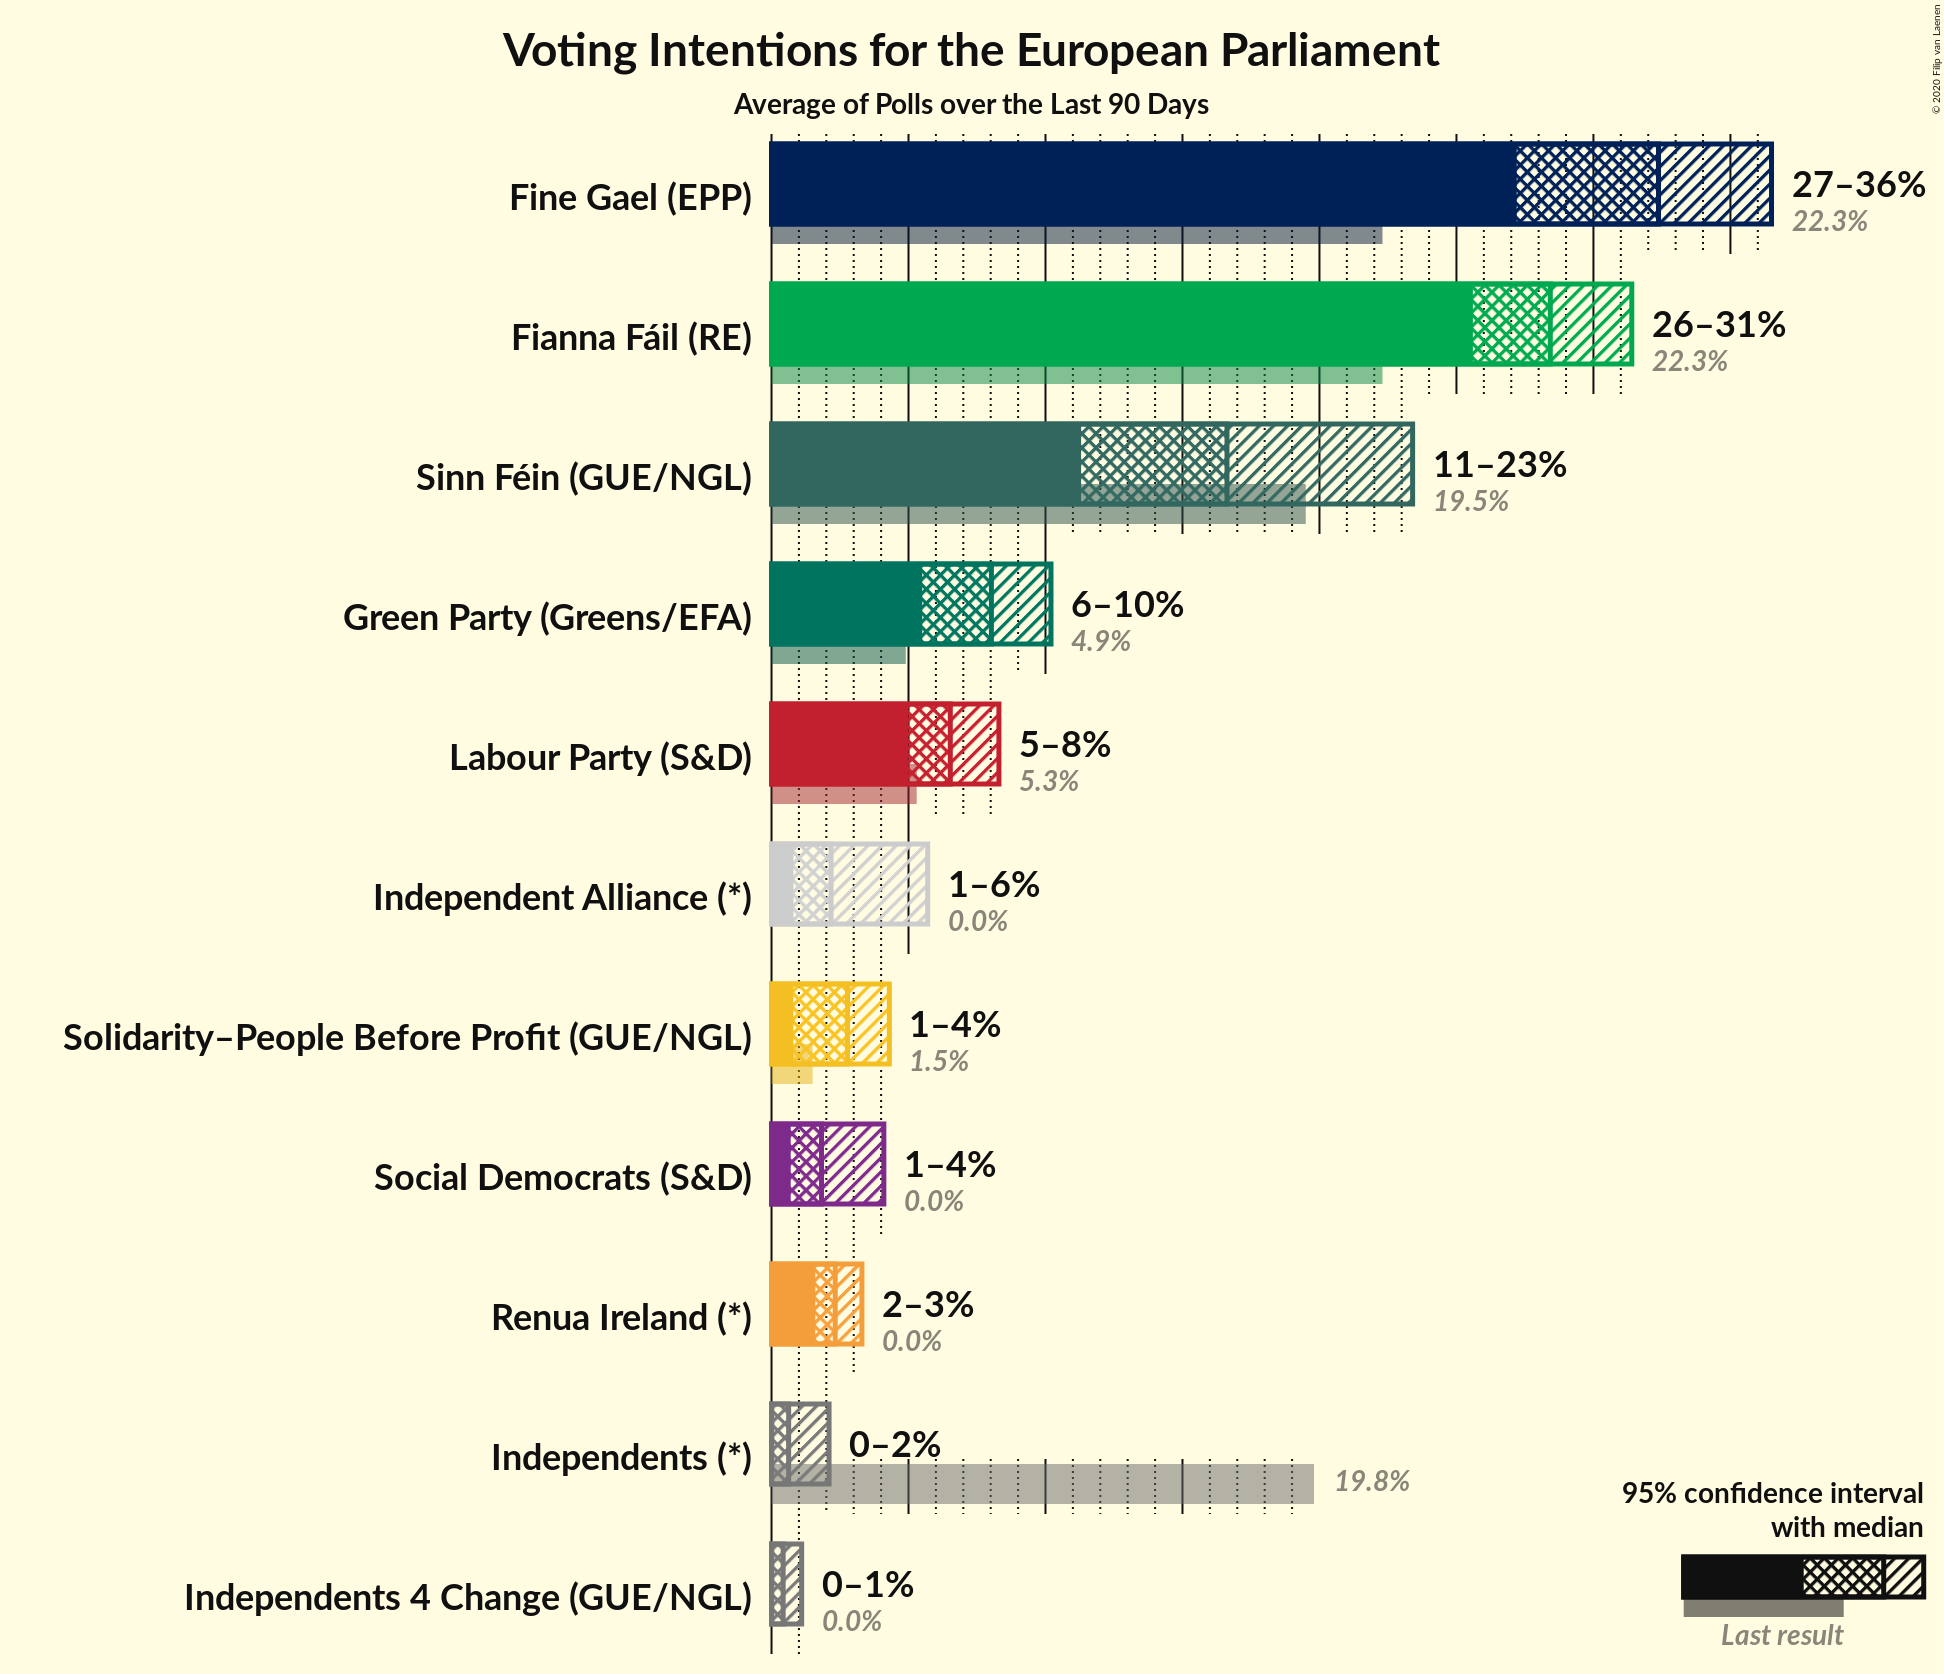 Voting Intentions for the European Parliament
Average of Polls over the Last 90 Days
© 2020 Filip van Laenen
Fine Gael (EPP)
27–36%
22.3%
Fianna Fáil (RE)
26–31%
22.3%
Sinn Féin (GUE/NGL)
11–23%
19.5%
Green Party (Greens/EFA)
6–10%
4.9%
Labour Party (S&D)
5–8%
5.3%
Independent Alliance (*)
1–6%
0.0%
Solidarity–People Before Profit (GUE/NGL)
1–4%
1.5%
Social Democrats (S&D)
1–4%
0.0%
Renua Ireland (*)
2–3%
0.0%
Independents (*)
0–2%
19.8%
Independents 4 Change (GUE/NGL)
0–1%
0.0%
95% confidence interval
with median
Last result